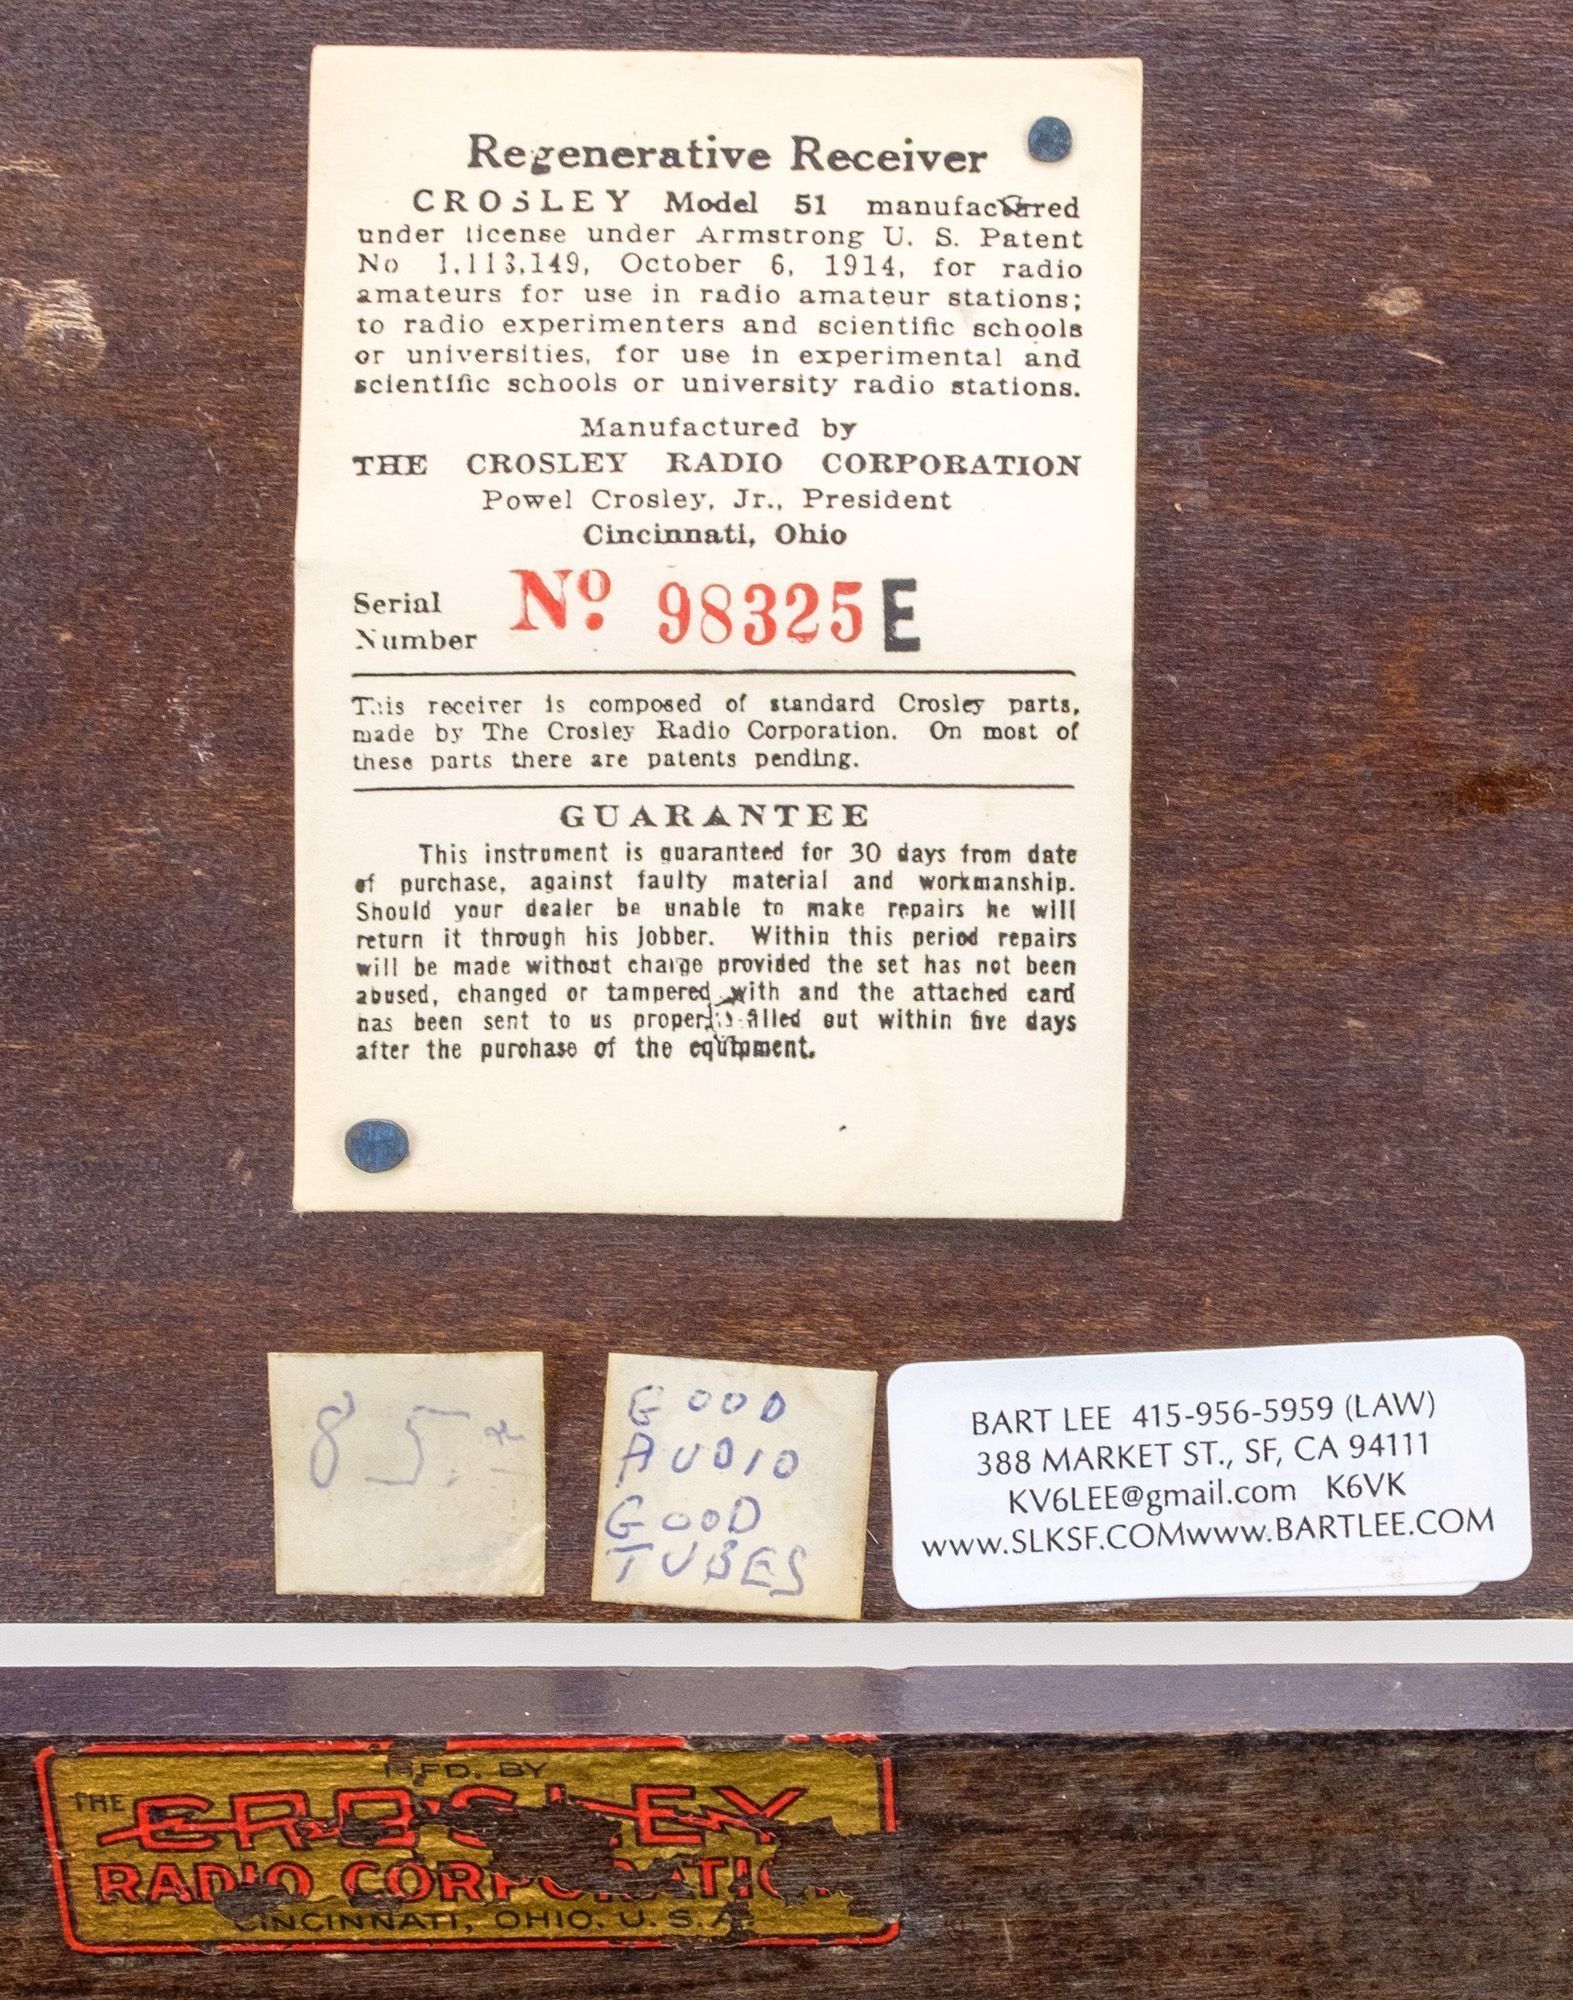 Regenerative Receiver
CROSLEY Model 51 manufactured
under license under Armstrong U. S. Patent
No 1,113,149, October 6, 1914, for radio
amateurs for use in radio amateur stations;
to radio experimenters and scientific schools
or universities, for use in experimental and
scientific schools or university radio stations.
Manufactured by
THE CROSLEY RADIO CORPORATION
Powel Crosley, Jr., President
Cincinnati, Ohio
Serial Number No. 98325E
This receiver is composed of standard Crosley parts,
made by The Crosley Radio Corporation. On most of
these parts there are patents pending.
GUARANTEE
This instrument is guaranteed for 30 days from date
of purchase, against faulty material and workmanship.
Should your dealer be unable to make repairs he will
return it through his jobber. Within this period repairs
will be made without charge provided the set has not been
abused, changed or tampered with and the attached card
has been sent to us properly filled out within five days
after the purchase of the equipment.
85.
GOOD
AUDIO
GOOD
TUBES
BART LEE 415-956-5959 (LAW)
388 MARKET ST., SF, CA 94111
KV6LEE@gmail.com K6VK
www.SLKSF.COMwww.BARTLEE.COM
MFD. BY
THE CROSLEY
RADIO CORPORATION
CINCINNATI, OHIO. U. S. A.